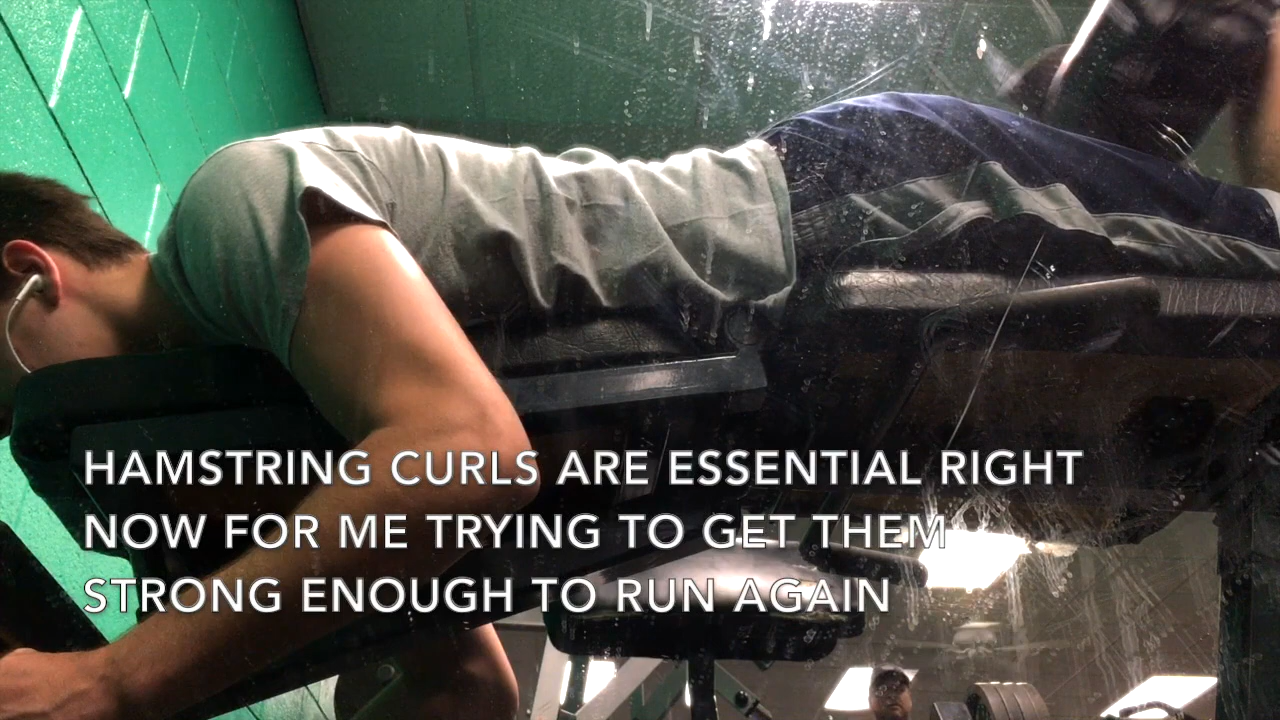 HAMSTRING CURLS ARE ESSENTIAL RIGHT
NOW FOR ME TRYING TO GET THEM
STRONG ENOUGH TO RUN AGAIN